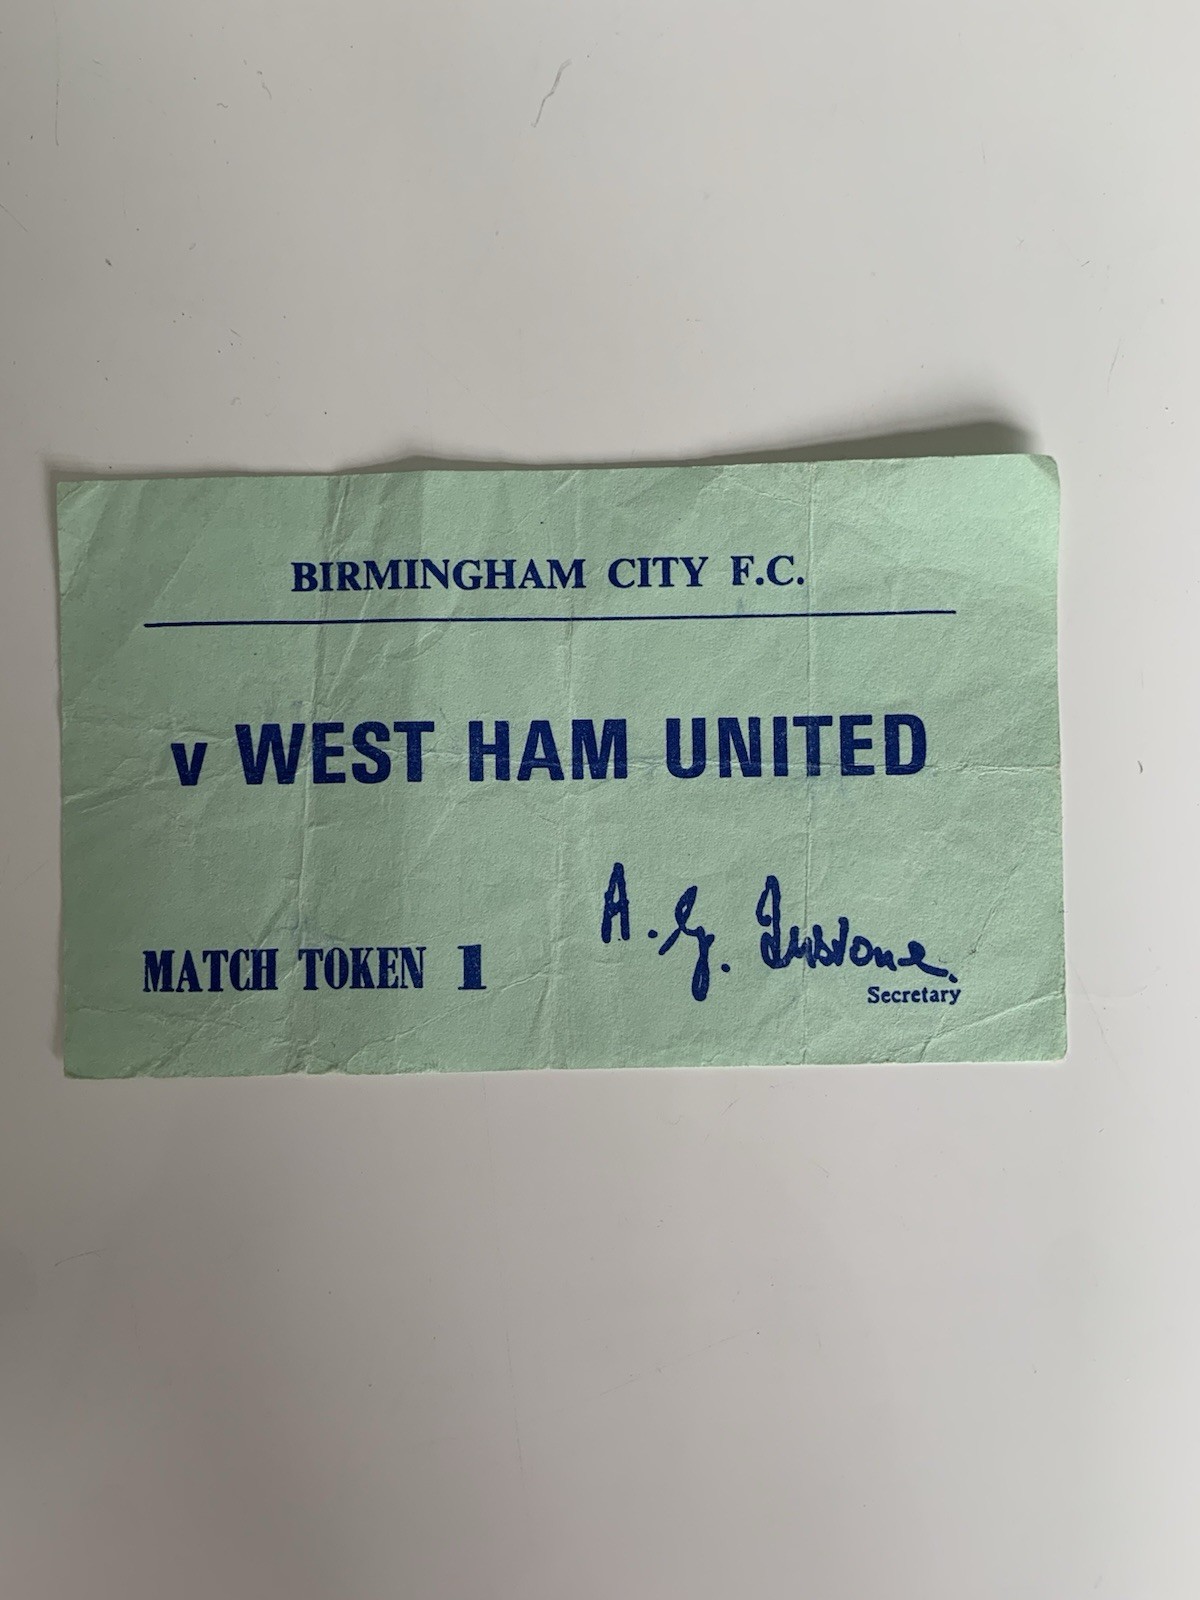 BIRMINGHAM CITY F.C.
v WEST HAM UNITED
A. G.
MATCH TOKEN 1
Secretary